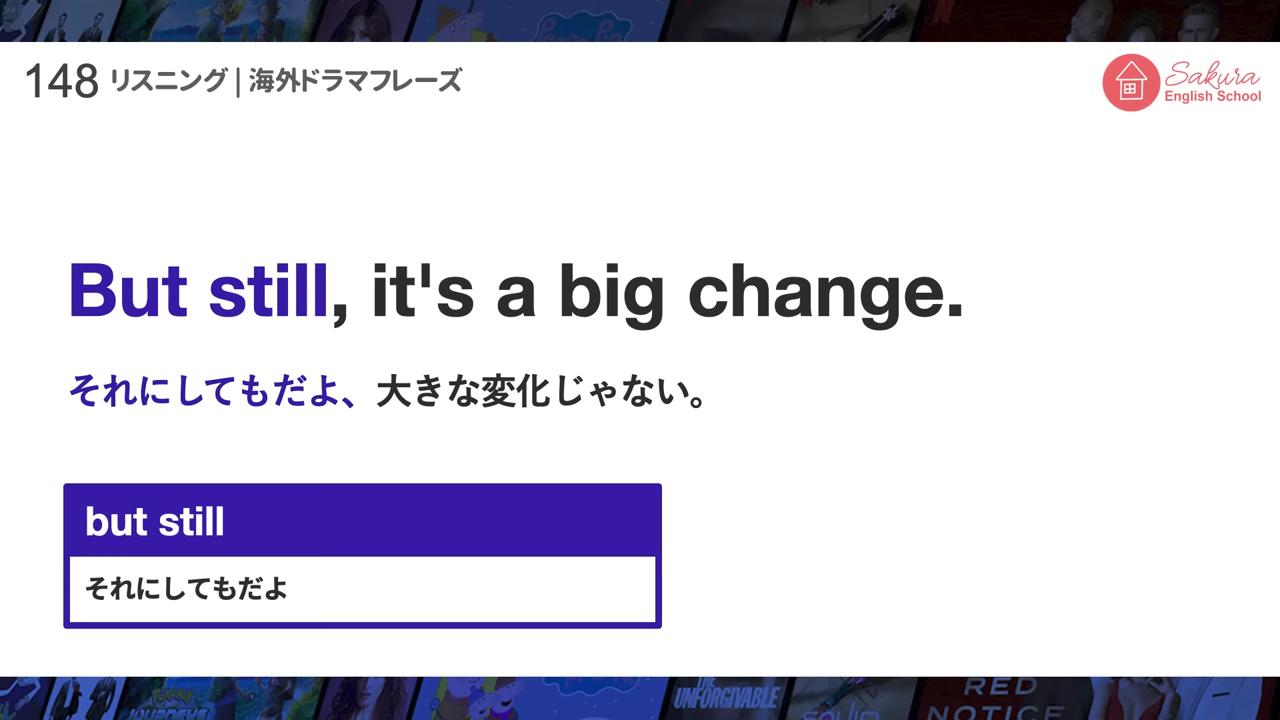 148 リスニング | 海外ドラマフレーズ
Sakura
English School
But still, it's a big change.
それにしてもだよ、大きな変化じゃない。
but still
それにしてもだよ
THE
UNFORGIVABLE
RED
NOTICE